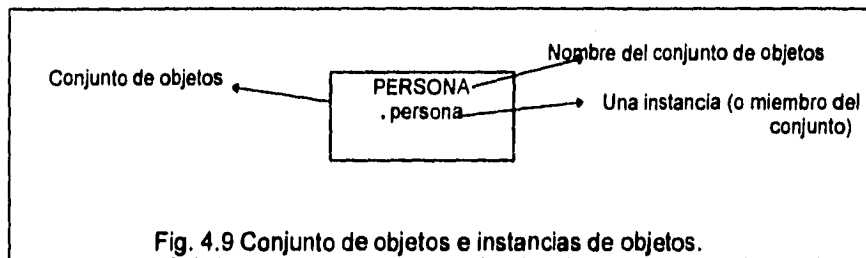 Nombre del conjunto de objetos
Conjunto de objetos
PERSONA
. persona
Una instancia (o miembro del
conjunto)
Fig. 4.9 Conjunto de objetos e instancias de objetos.